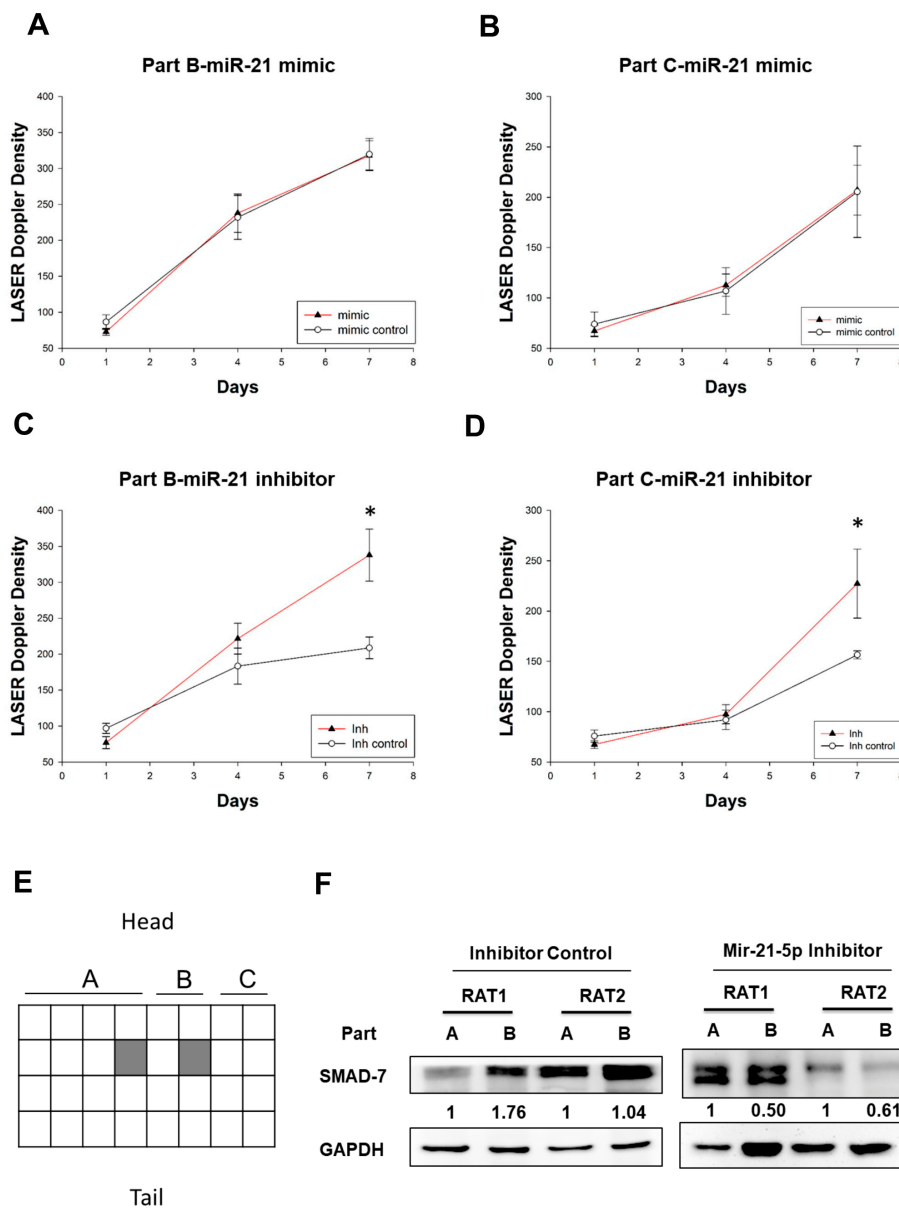 A
Part B-miR-21 mimic
LASER Doppler Density
400
350
300
250
200
150
100
50
0 1 2 3 4 5 6 7 8
Days
mimic
mimic control
B
Part C-miR-21 mimic
LASER Doppler Density
300
250
200
150
100
50
0 1 2 3 4 5 6 7 8
Days
mimic
mimic control
C
Part B-miR-21 inhibitor
LASER Doppler Density
400
350
300
250
200
150
100
50
0 1 2 3 4 5 6 7 8
Days
*
Inh
Inh control
D
Part C-miR-21 inhibitor
LASER Doppler Density
300
250
200
150
100
50
0 1 2 3 4 5 6 7 8
Days
*
Inh
Inh control
E
Head
A B C
Tail
F
Inhibitor Control Mir-21-5p Inhibitor
RAT1 RAT2 RAT1 RAT2
Part A B A B A B A B
SMAD-7
1 1.76 1 1.04 1 0.50 1 0.61
GAPDH